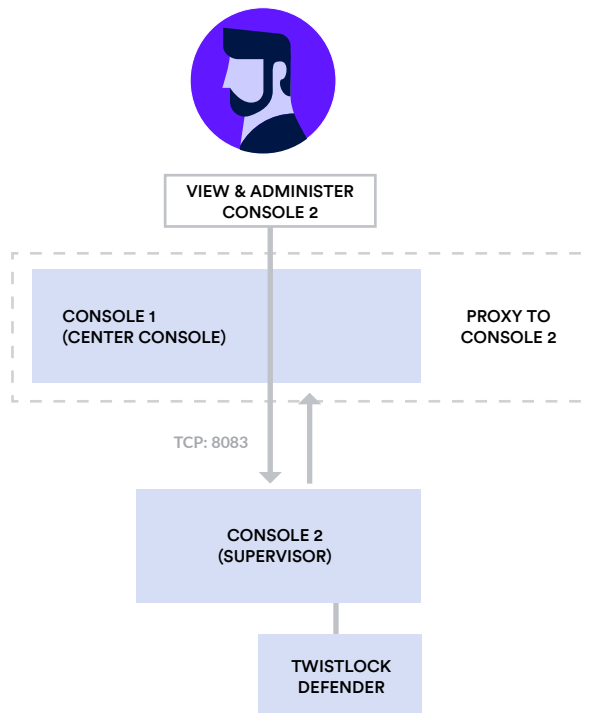 VIEW & ADMINISTER
CONSOLE 2
CONSOLE 1
(CENTER CONSOLE)
PROXY TO
CONSOLE 2
TCP: 8083
CONSOLE 2
(SUPERVISOR)
TWISTLOCK
DEFENDER